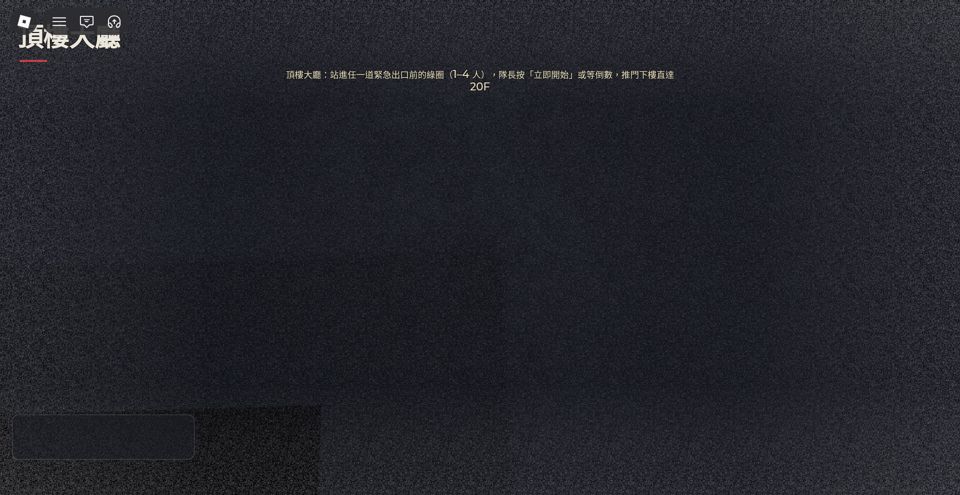 頂樓大廳
頂樓大廳：站進任一道緊急出口前的綠圈（1–4 人），隊長按「立即開始」或等倒數，推門下樓直達
20F